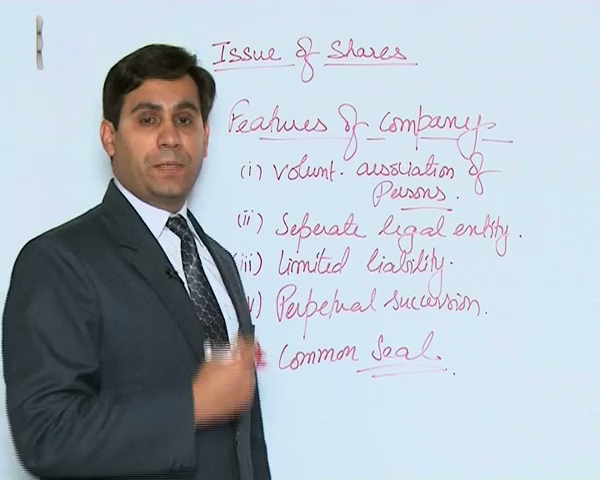 Issue of Shares
Features of Company
(i) Volunt. association of
Persons.
(ii) Seperate legal entity.
(iii) Limited liability.
Perpetual succession.
Common Seal.